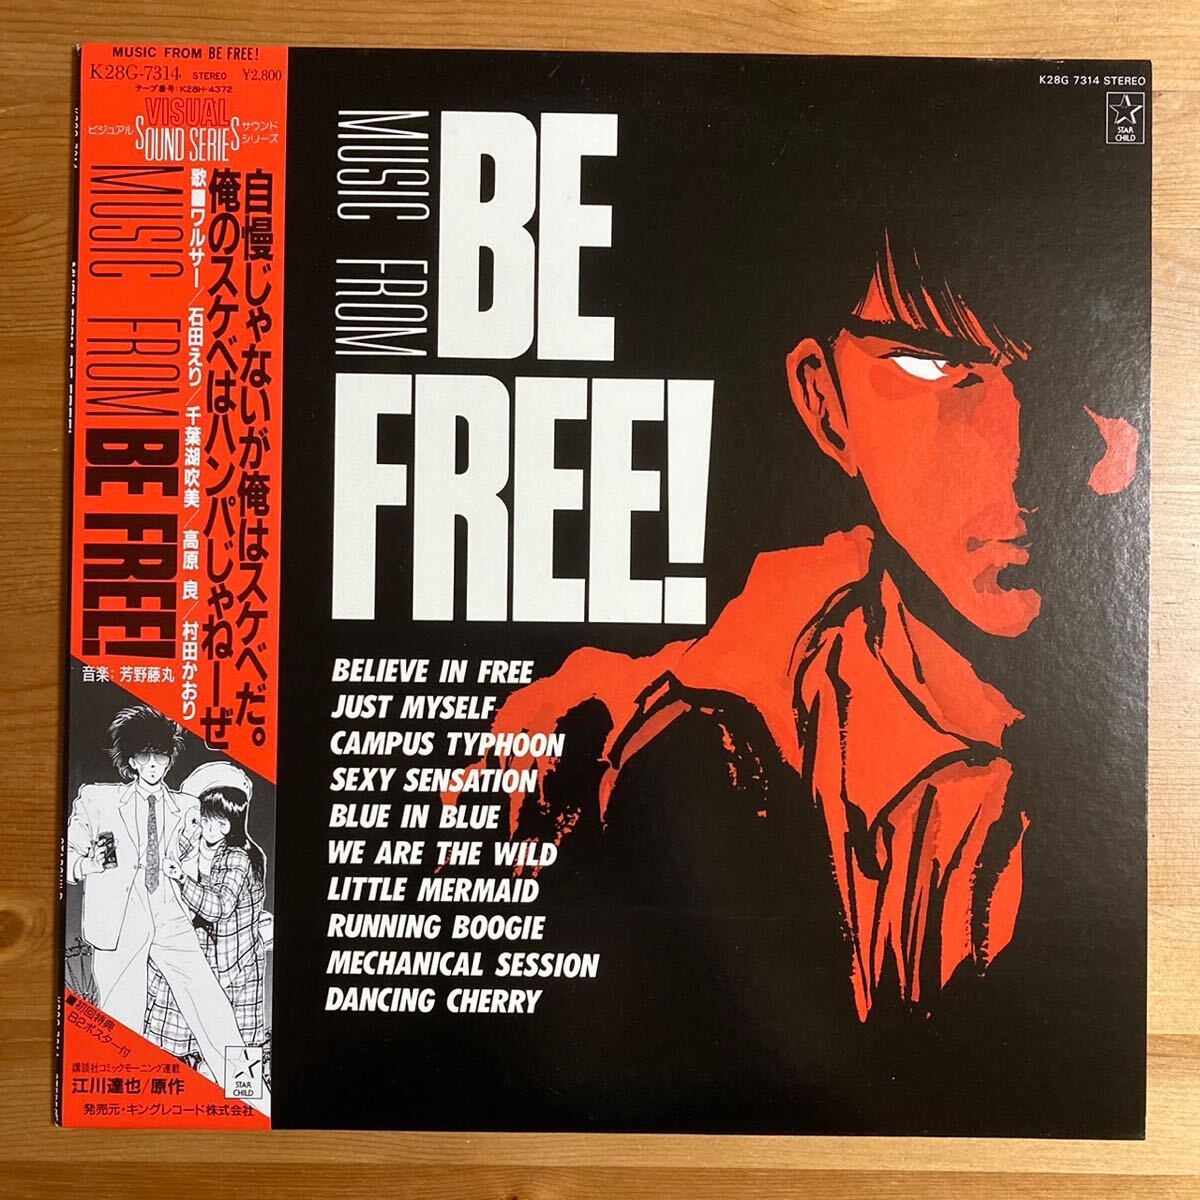 MUSIC FROM BE FREE!
K28G-7314 STEREO ¥2,800
テープ番号:K28H-4372
ビジュアル
VISUAL
SOUND SERIES
サウンド
シリーズ
自慢じゃないが俺はスケベだ。
俺のスケベはハンパじゃねーぜ
歌■ワルサー/石田えり/千葉湖吹美/高原 良/村田かおり
MUSIC FROM BE FREE!
音楽:芳野藤丸
■初回特典
B2ポスター付
講談社コミックモーニング連載
江川達也/原作
発売元・キングレコード株式会社
STAR
CHILD
K28G 7314 STEREO
STAR
CHILD
MUSIC FROM
BE
FREE!
BELIEVE IN FREE
JUST MYSELF
CAMPUS TYPHOON
SEXY SENSATION
BLUE IN BLUE
WE ARE THE WILD
LITTLE MERMAID
RUNNING BOOGIE
MECHANICAL SESSION
DANCING CHERRY